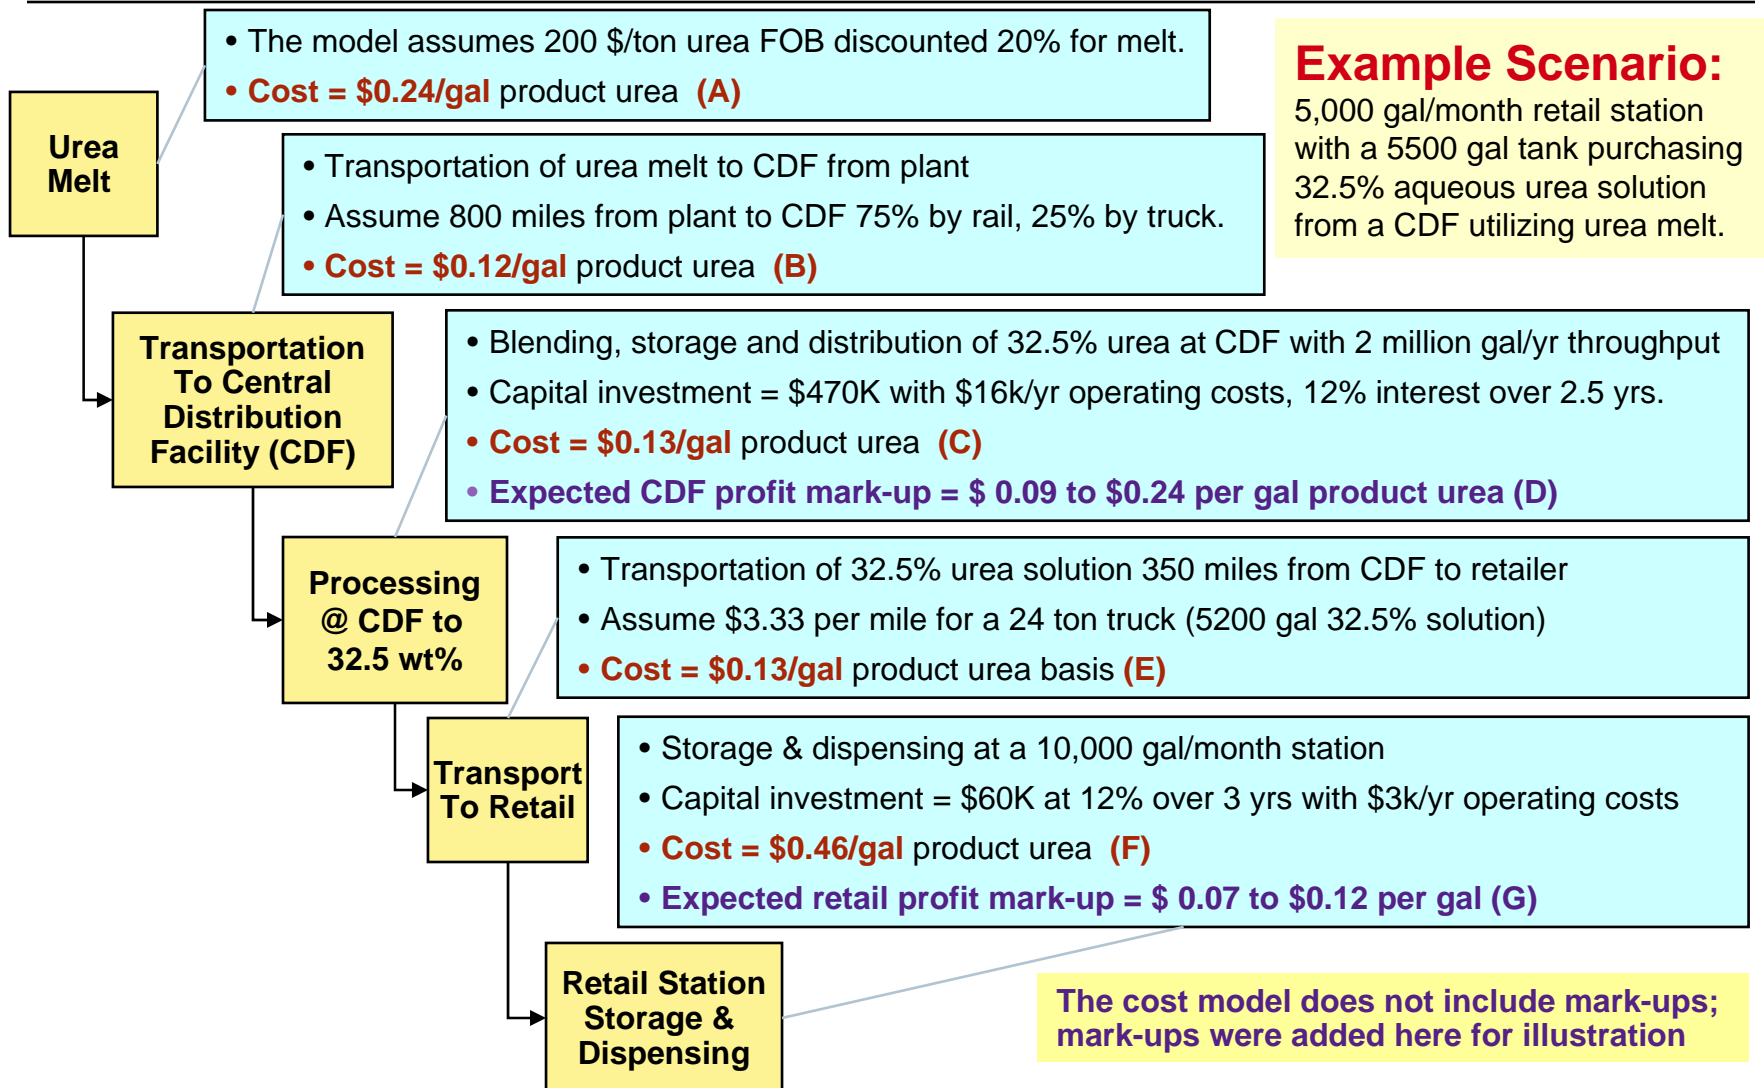 • The model assumes 200 $/ton urea FOB discounted 20% for melt.
• Cost = $0.24/gal product urea (A)
Example Scenario:
5,000 gal/month retail station
with a 5500 gal tank purchasing
32.5% aqueous urea solution
from a CDF utilizing urea melt.
Urea
Melt
• Transportation of urea melt to CDF from plant
• Assume 800 miles from plant to CDF 75% by rail, 25% by truck.
• Cost = $0.12/gal product urea (B)
Transportation
To Central
Distribution
Facility (CDF)
• Blending, storage and distribution of 32.5% urea at CDF with 2 million gal/yr throughput
• Capital investment = $470K with $16k/yr operating costs, 12% interest over 2.5 yrs.
• Cost = $0.13/gal product urea (C)
• Expected CDF profit mark-up = $ 0.09 to $0.24 per gal product urea (D)
Processing
@ CDF to
32.5 wt%
• Transportation of 32.5% urea solution 350 miles from CDF to retailer
• Assume $3.33 per mile for a 24 ton truck (5200 gal 32.5% solution)
• Cost = $0.13/gal product urea basis (E)
Transport
To Retail
• Storage & dispensing at a 10,000 gal/month station
• Capital investment = $60K at 12% over 3 yrs with $3k/yr operating costs
• Cost = $0.46/gal product urea (F)
• Expected retail profit mark-up = $ 0.07 to $0.12 per gal (G)
Retail Station
Storage &
Dispensing
The cost model does not include mark-ups;
mark-ups were added here for illustration